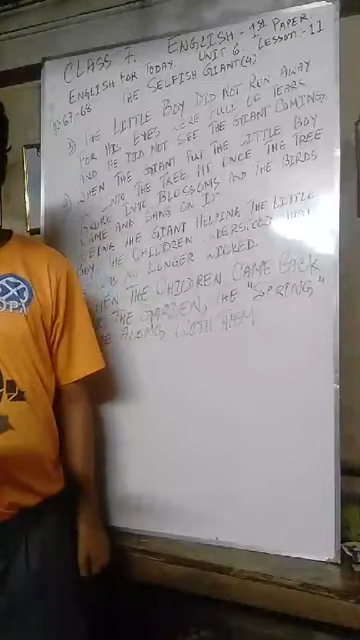 CLASS 7. ENGLISH - 1ST PAPER
ENGLISH FOR TODAY UNIT 6 LESSON - 11
P: 67-68 THE SELFISH GIANT(4)
THE LITTLE BOY DID NOT RUN AWAY
FOR HIS EYES WERE FULL OF TEARS
AND HE DID NOT SEE THE GIANT COMING.
WHEN THE GIANT PUT THE LITTLE BOY
INTO THE TREE AT ONCE THE TREE
BROKE INTO BLOSSOMS AND THE BIRDS
CAME AND SANG ON IT
SEEING THE GIANT HELPING THE LITTLE
BOY, THE CHILDREN
LONGER WICKED.
WHEN THE CHILDREN CAME BACK
THE GARDEN, THE "SPRING"
ALONG WITH THEM